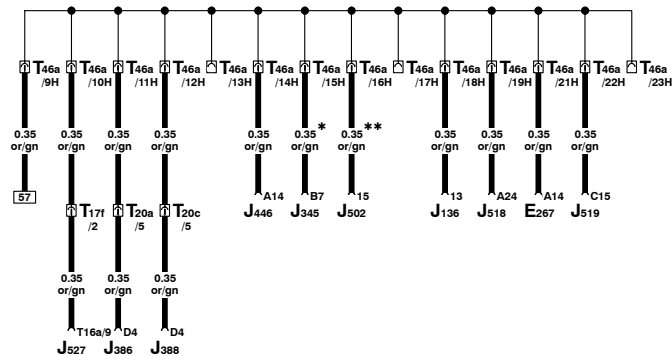 T46a T46a T46a T46a T46a T46a T46a T46a T46a T46a T46a T46a T46a T46a
/9H /10H /11H /12H /13H /14H /15H /16H /17H /18H /19H /21H /22H /23H
* **
0.35 0.35 0.35 0.35 0.35 0.35 0.35 0.35 0.35 0.35 0.35
or/gn or/gn or/gn or/gn or/gn or/gn or/gn or/gn or/gn or/gn or/gn
57 A14 B7 15 13 A24 A14 C15
J446 J345 J502 J136 J518 E267 J519
T17f T20a T20c
/2 /5 /5
0.35 0.35 0.35
or/gn or/gn or/gn
T16a/9 D4 D4
J527 J386 J388